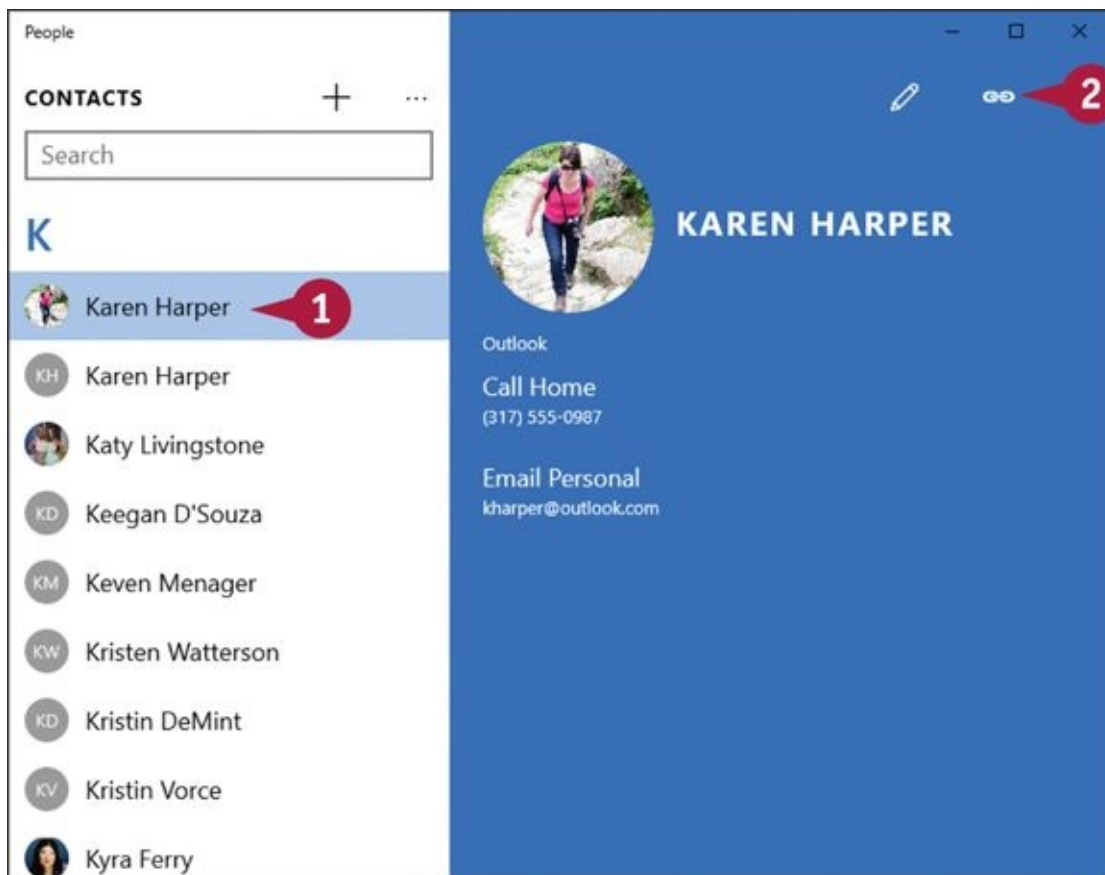 People
CONTACTS
Search
K
Karen Harper
1
KH
Karen Harper
Katy Livingstone
KD
Keegan D'Souza
KM
Keven Menager
KW
Kristen Watterson
KD
Kristin DeMint
KV
Kristin Vorce
Kyra Ferry
2
KAREN HARPER
Outlook
Call Home
(317) 555-0987
Email Personal
kharper@outlook.com